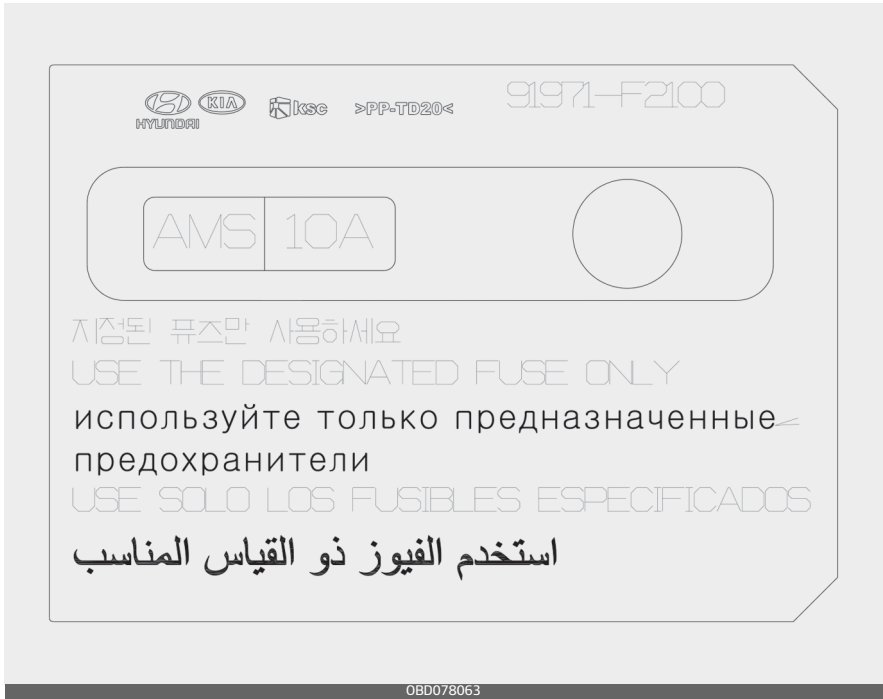 HYUNDAI KIA ksc >PP-TD20< 91971-F2100
AMS 10A
지정된 퓨즈만 사용하세요
USE THE DESIGNATED FUSE ONLY
используйте только предназначенные
предохранители
USE SOLO LOS FUSIBLES ESPECIFICADOS
استخدم الفيوز ذو القياس المناسب
OBD078063